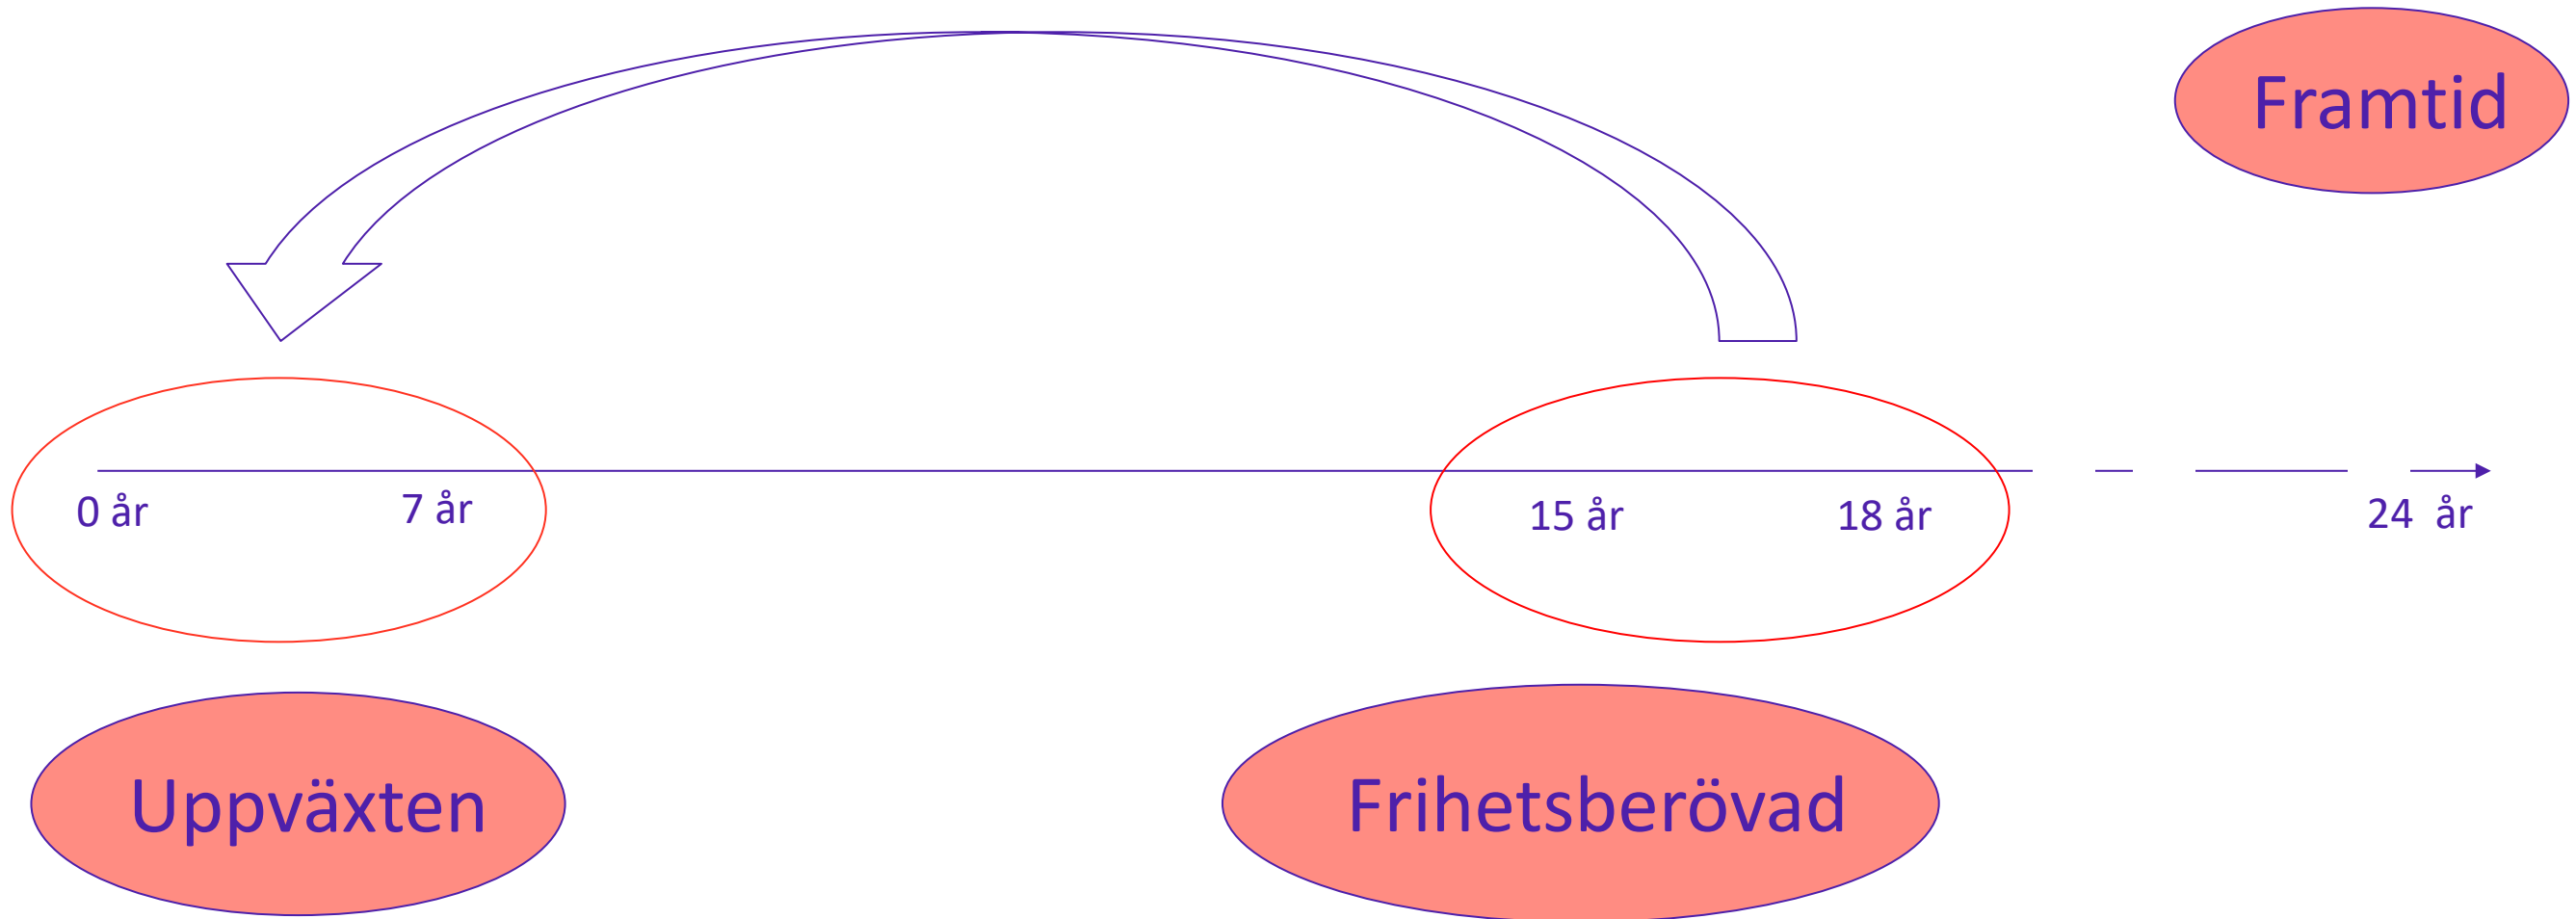 Framtid
0 år
7 år
15 år
18 år
24 år
Uppväxten
Frihetsberövad